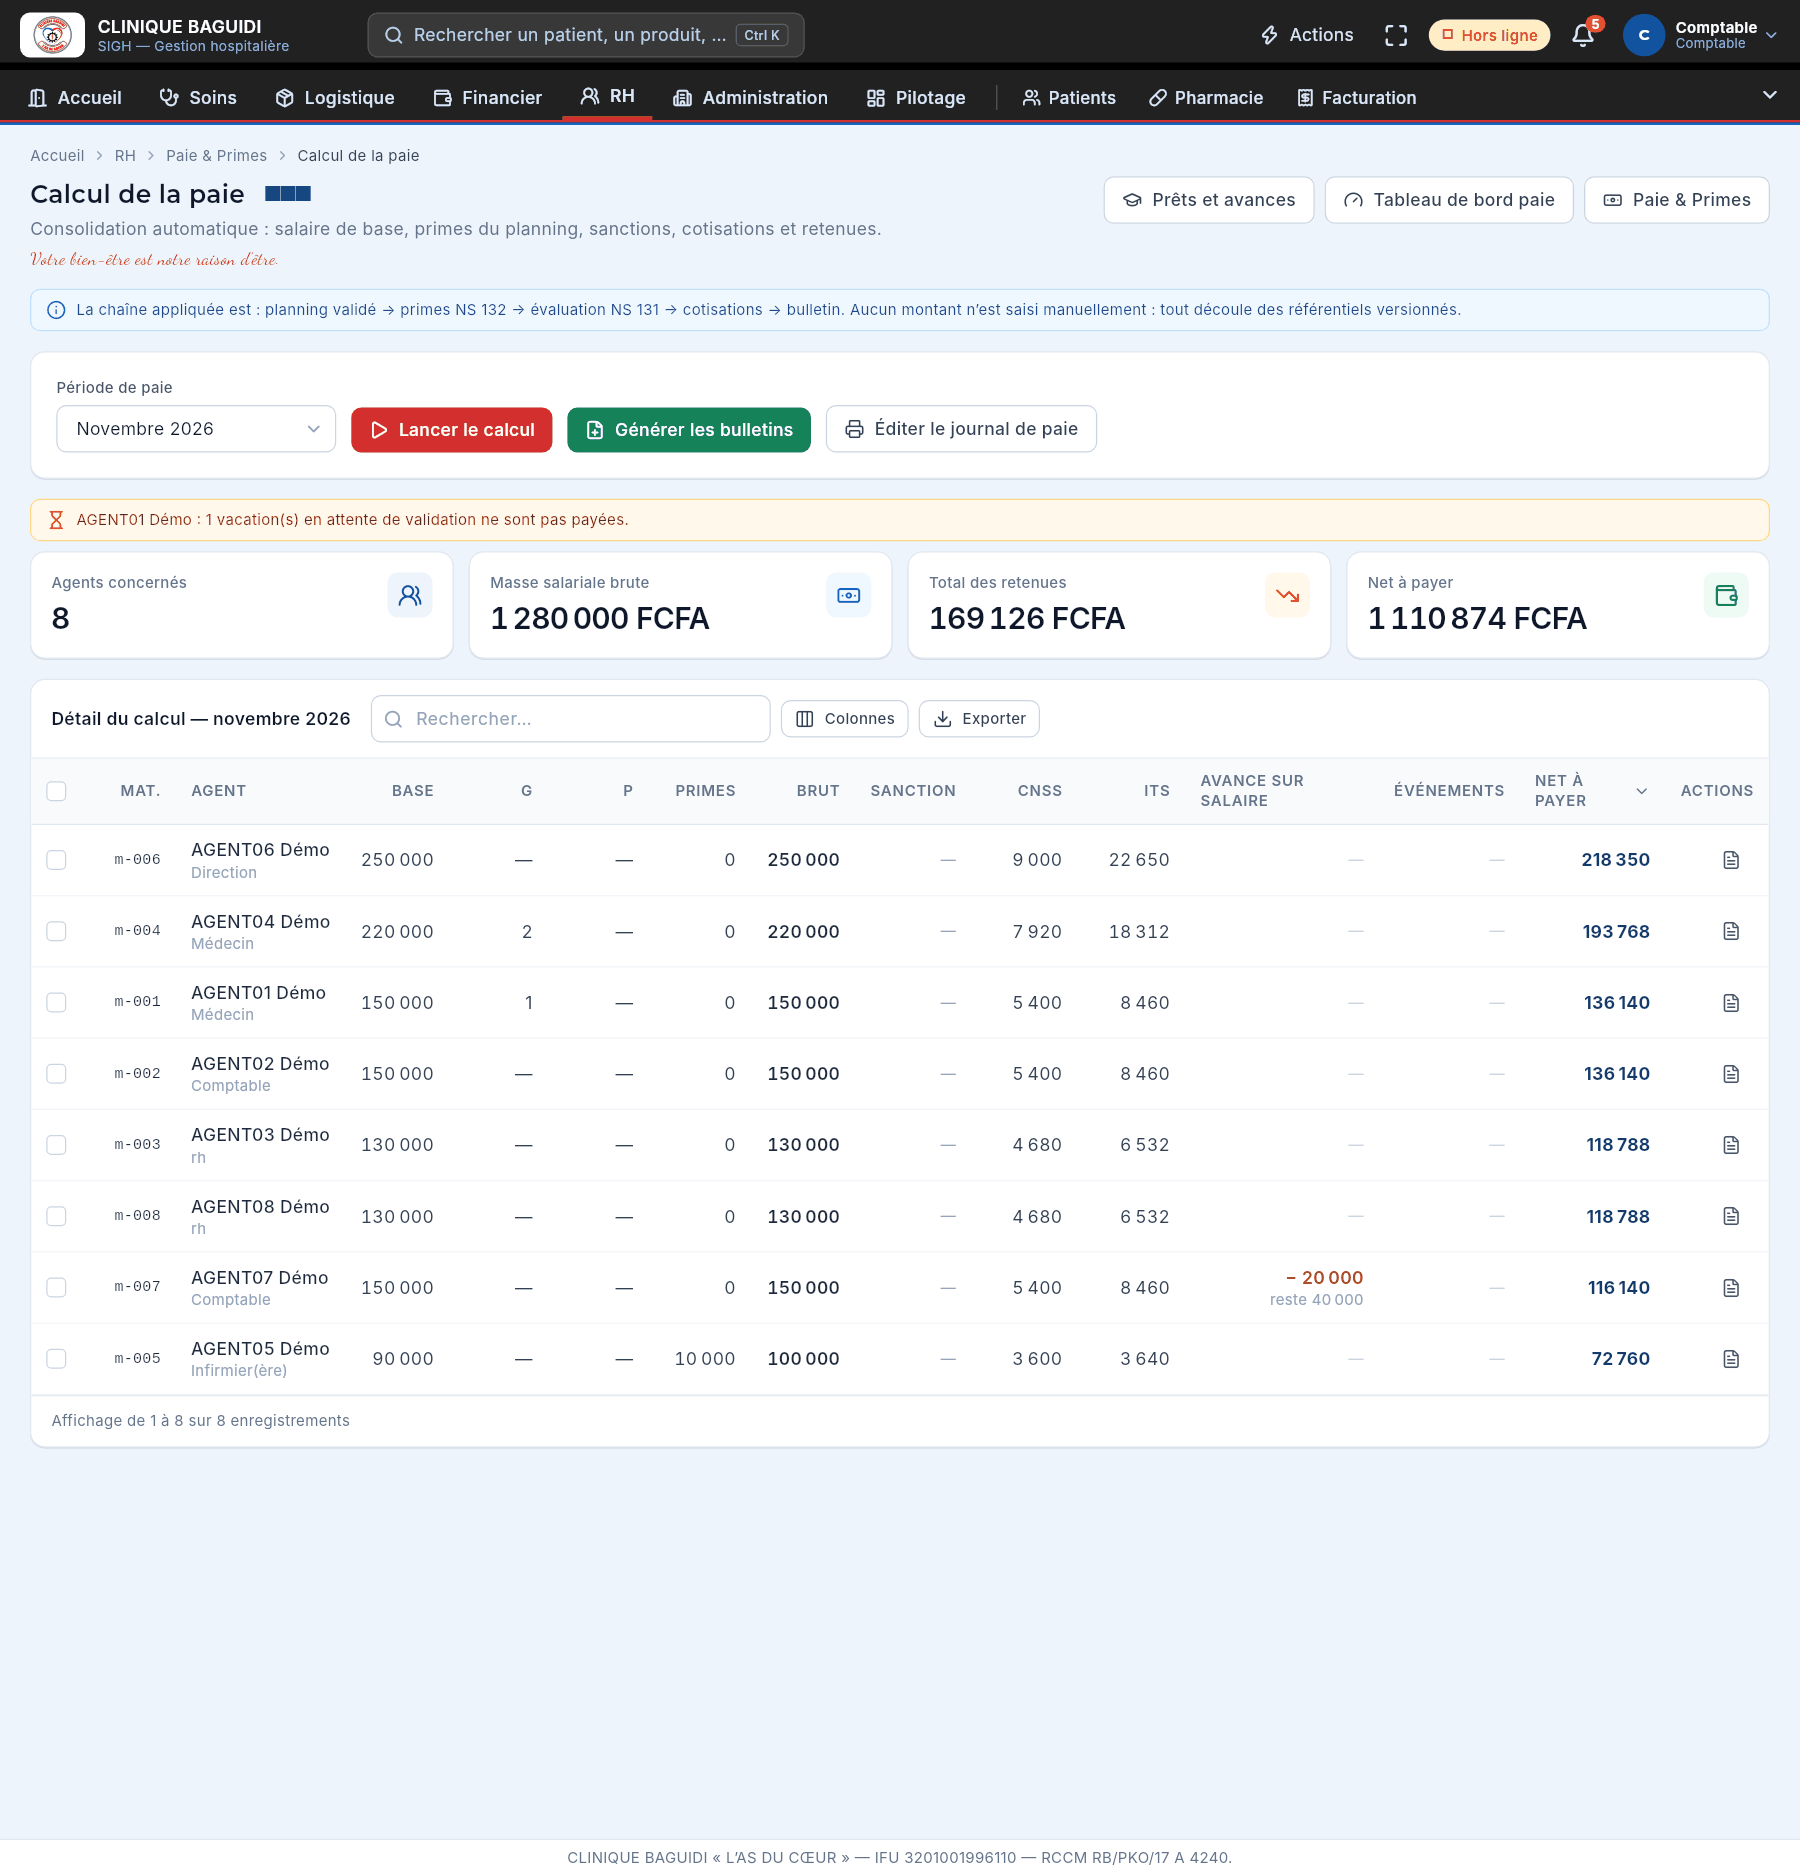 CLINIQUE BAGUIDI
SIGH — Gestion hospitalière
Rechercher un patient, un produit, ... Ctrl K
Actions
Hors ligne
5
C
Comptable
Comptable
Accueil Soins Logistique Financier RH Administration Pilotage Patients Pharmacie Facturation
Accueil > RH > Paie & Primes > Calcul de la paie
Calcul de la paie
Prêts et avances Tableau de bord paie Paie & Primes
Consolidation automatique : salaire de base, primes du planning, sanctions, cotisations et retenues.
Votre bien-être est notre raison d'être.
La chaîne appliquée est : planning validé → primes NS 132 → évaluation NS 131 → cotisations → bulletin. Aucun montant n’est saisi manuellement : tout découle des référentiels versionnés.
Période de paie
Novembre 2026 Lancer le calcul Générer les bulletins Éditer le journal de paie
AGENT01 Démo : 1 vacation(s) en attente de validation ne sont pas payées.
Agents concernés
8
Masse salariale brute
1 280 000 FCFA
Total des retenues
169 126 FCFA
Net à payer
1 110 874 FCFA
Détail du calcul — novembre 2026 Rechercher... Colonnes Exporter
MAT. AGENT BASE G P PRIMES BRUT SANCTION CNSS ITS AVANCE SUR SALAIRE ÉVÉNEMENTS NET À PAYER ACTIONS
m-006 AGENT06 Démo 250 000 — — 0 250 000 — 9 000 22 650 — — 218 350
Direction
m-004 AGENT04 Démo 220 000 2 — 0 220 000 — 7 920 18 312 — — 193 768
Médecin
m-001 AGENT01 Démo 150 000 1 — 0 150 000 — 5 400 8 460 — — 136 140
Médecin
m-002 AGENT02 Démo 150 000 — — 0 150 000 — 5 400 8 460 — — 136 140
Comptable
m-003 AGENT03 Démo 130 000 — — 0 130 000 — 4 680 6 532 — — 118 788
rh
m-008 AGENT08 Démo 130 000 — — 0 130 000 — 4 680 6 532 — — 118 788
rh
m-007 AGENT07 Démo 150 000 — — 0 150 000 — 5 400 8 460 − 20 000 — 116 140
Comptable reste 40 000
m-005 AGENT05 Démo 90 000 — — 10 000 100 000 — 3 600 3 640 — — 72 760
Infirmier(ère)
Affichage de 1 à 8 sur 8 enregistrements
CLINIQUE BAGUIDI « L’AS DU CŒUR » — IFU 3201001996110 — RCCM RB/PKO/17 A 4240.